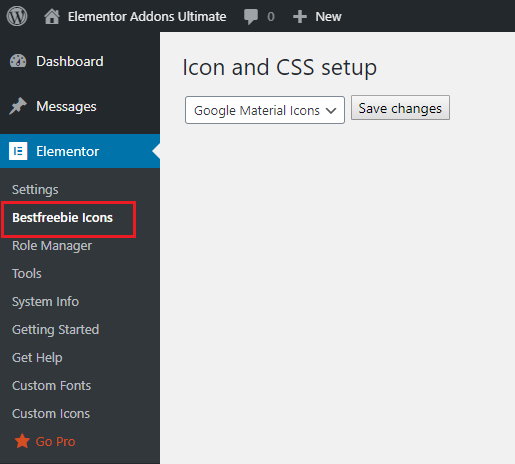 Elementor Addons Ultimate 0 New
Dashboard
Messages
Elementor
Settings
Bestfreebie Icons
Role Manager
Tools
System Info
Getting Started
Get Help
Custom Fonts
Custom Icons
Go Pro
Icon and CSS setup
Google Material Icons Save changes